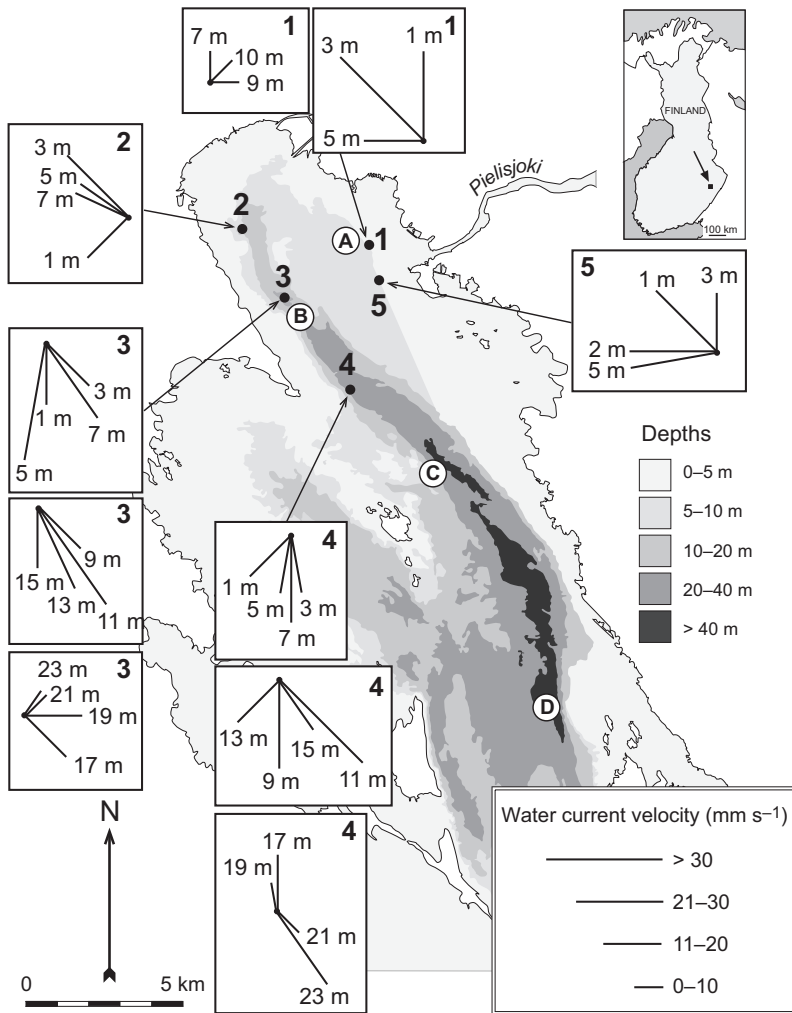 1
7 m
10 m
9 m
1
3 m
1 m
5 m
FINLAND
100 km
2
3 m
5 m
7 m
1 m
Pielisjoki
2
A
1
3
5
B
4
C
D
5
1 m
3 m
2 m
5 m
3
3 m
1 m
7 m
5 m
3
9 m
15 m
13 m
11 m
3
23 m
21 m
19 m
17 m
4
1 m
5 m
3 m
7 m
4
13 m
15 m
9 m
11 m
4
17 m
19 m
21 m
23 m
Depths
0–5 m
5–10 m
10–20 m
20–40 m
> 40 m
N
0 5 km
Water current velocity (mm s–1)
> 30
21–30
11–20
0–10